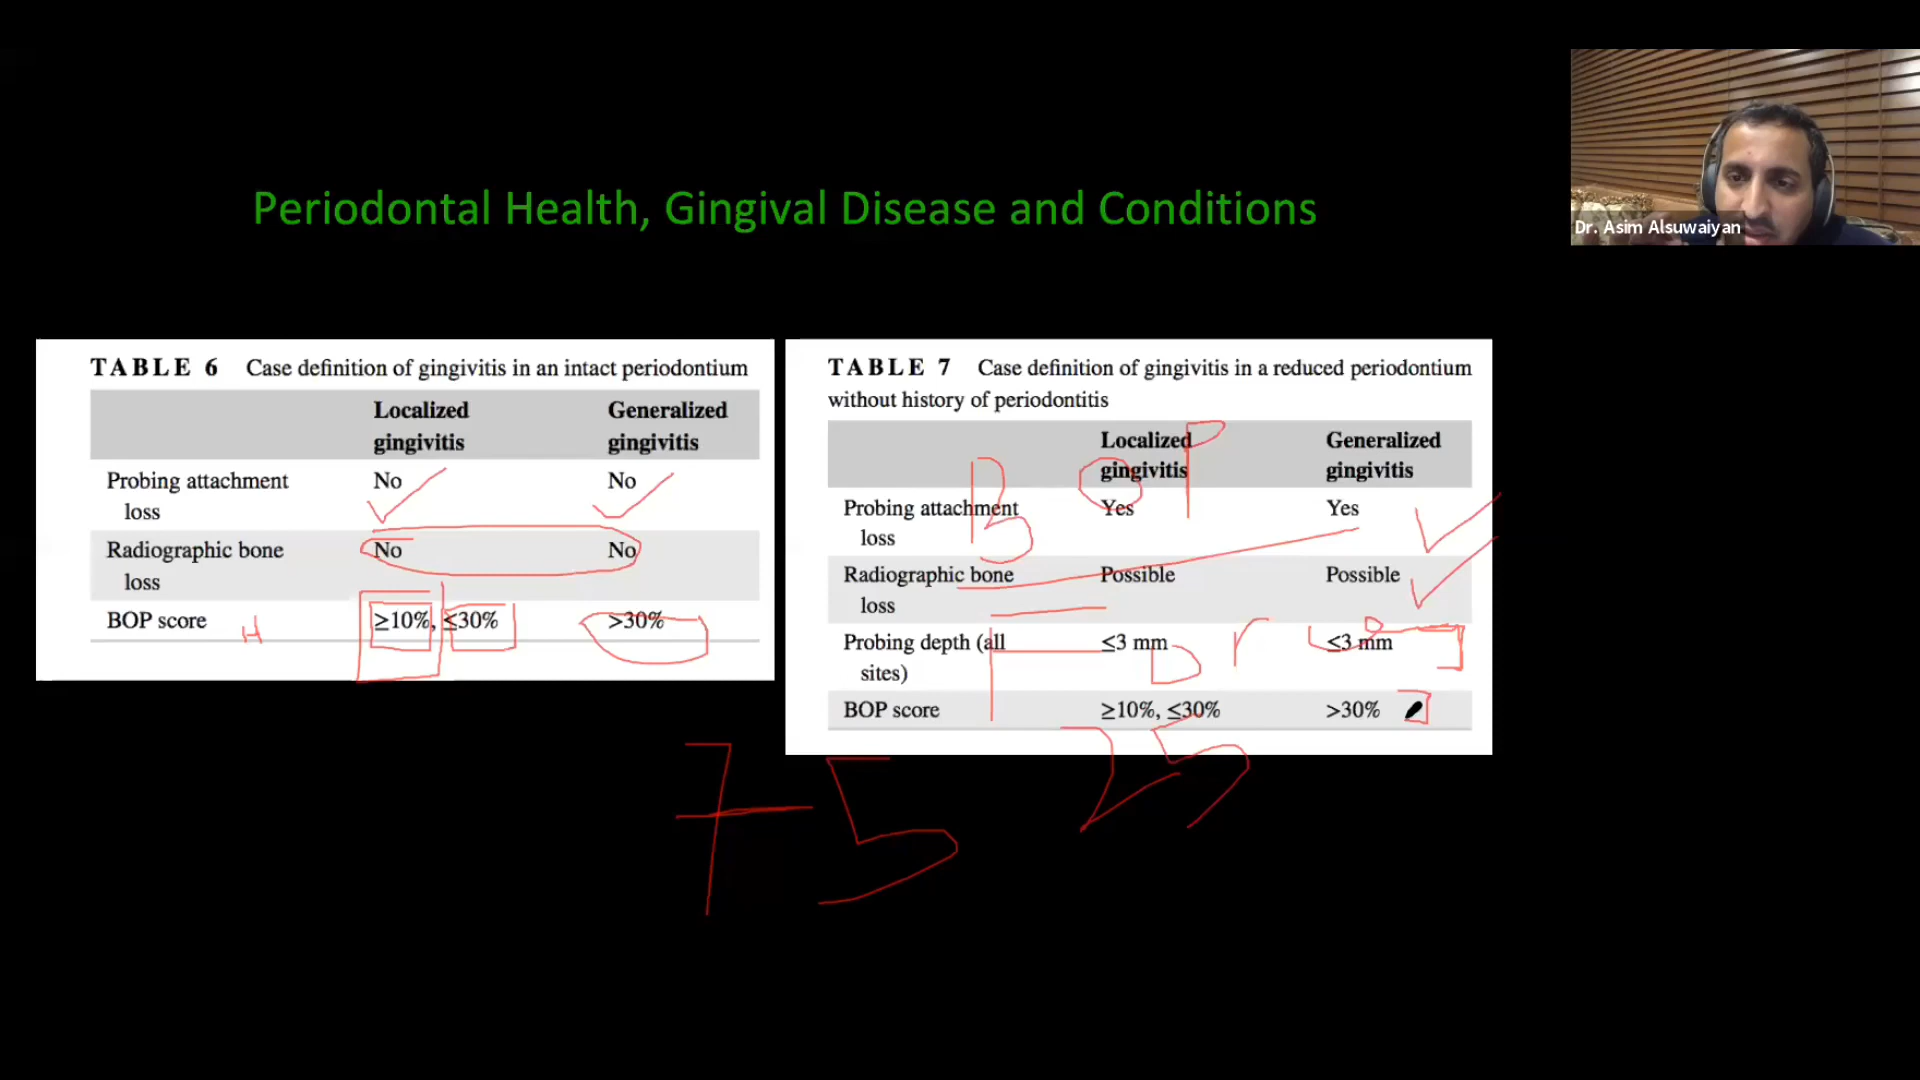 Periodontal Health, Gingival Disease and Conditions
Dr. Asim Alsuwaiyan
TABLE 6 Case definition of gingivitis in an intact periodontium
Localized gingivitis Generalized gingivitis
Probing attachment loss No No
Radiographic bone loss No No
BOP score ≥10%, ≤30% >30%
H
TABLE 7 Case definition of gingivitis in a reduced periodontium
without history of periodontitis
Localized gingivitis Generalized gingivitis
Probing attachment loss Yes Yes
Radiographic bone loss Possible Possible
Probing depth (all sites) ≤3 mm ≤3 mm
BOP score ≥10%, ≤30% >30%
BOP
75 25